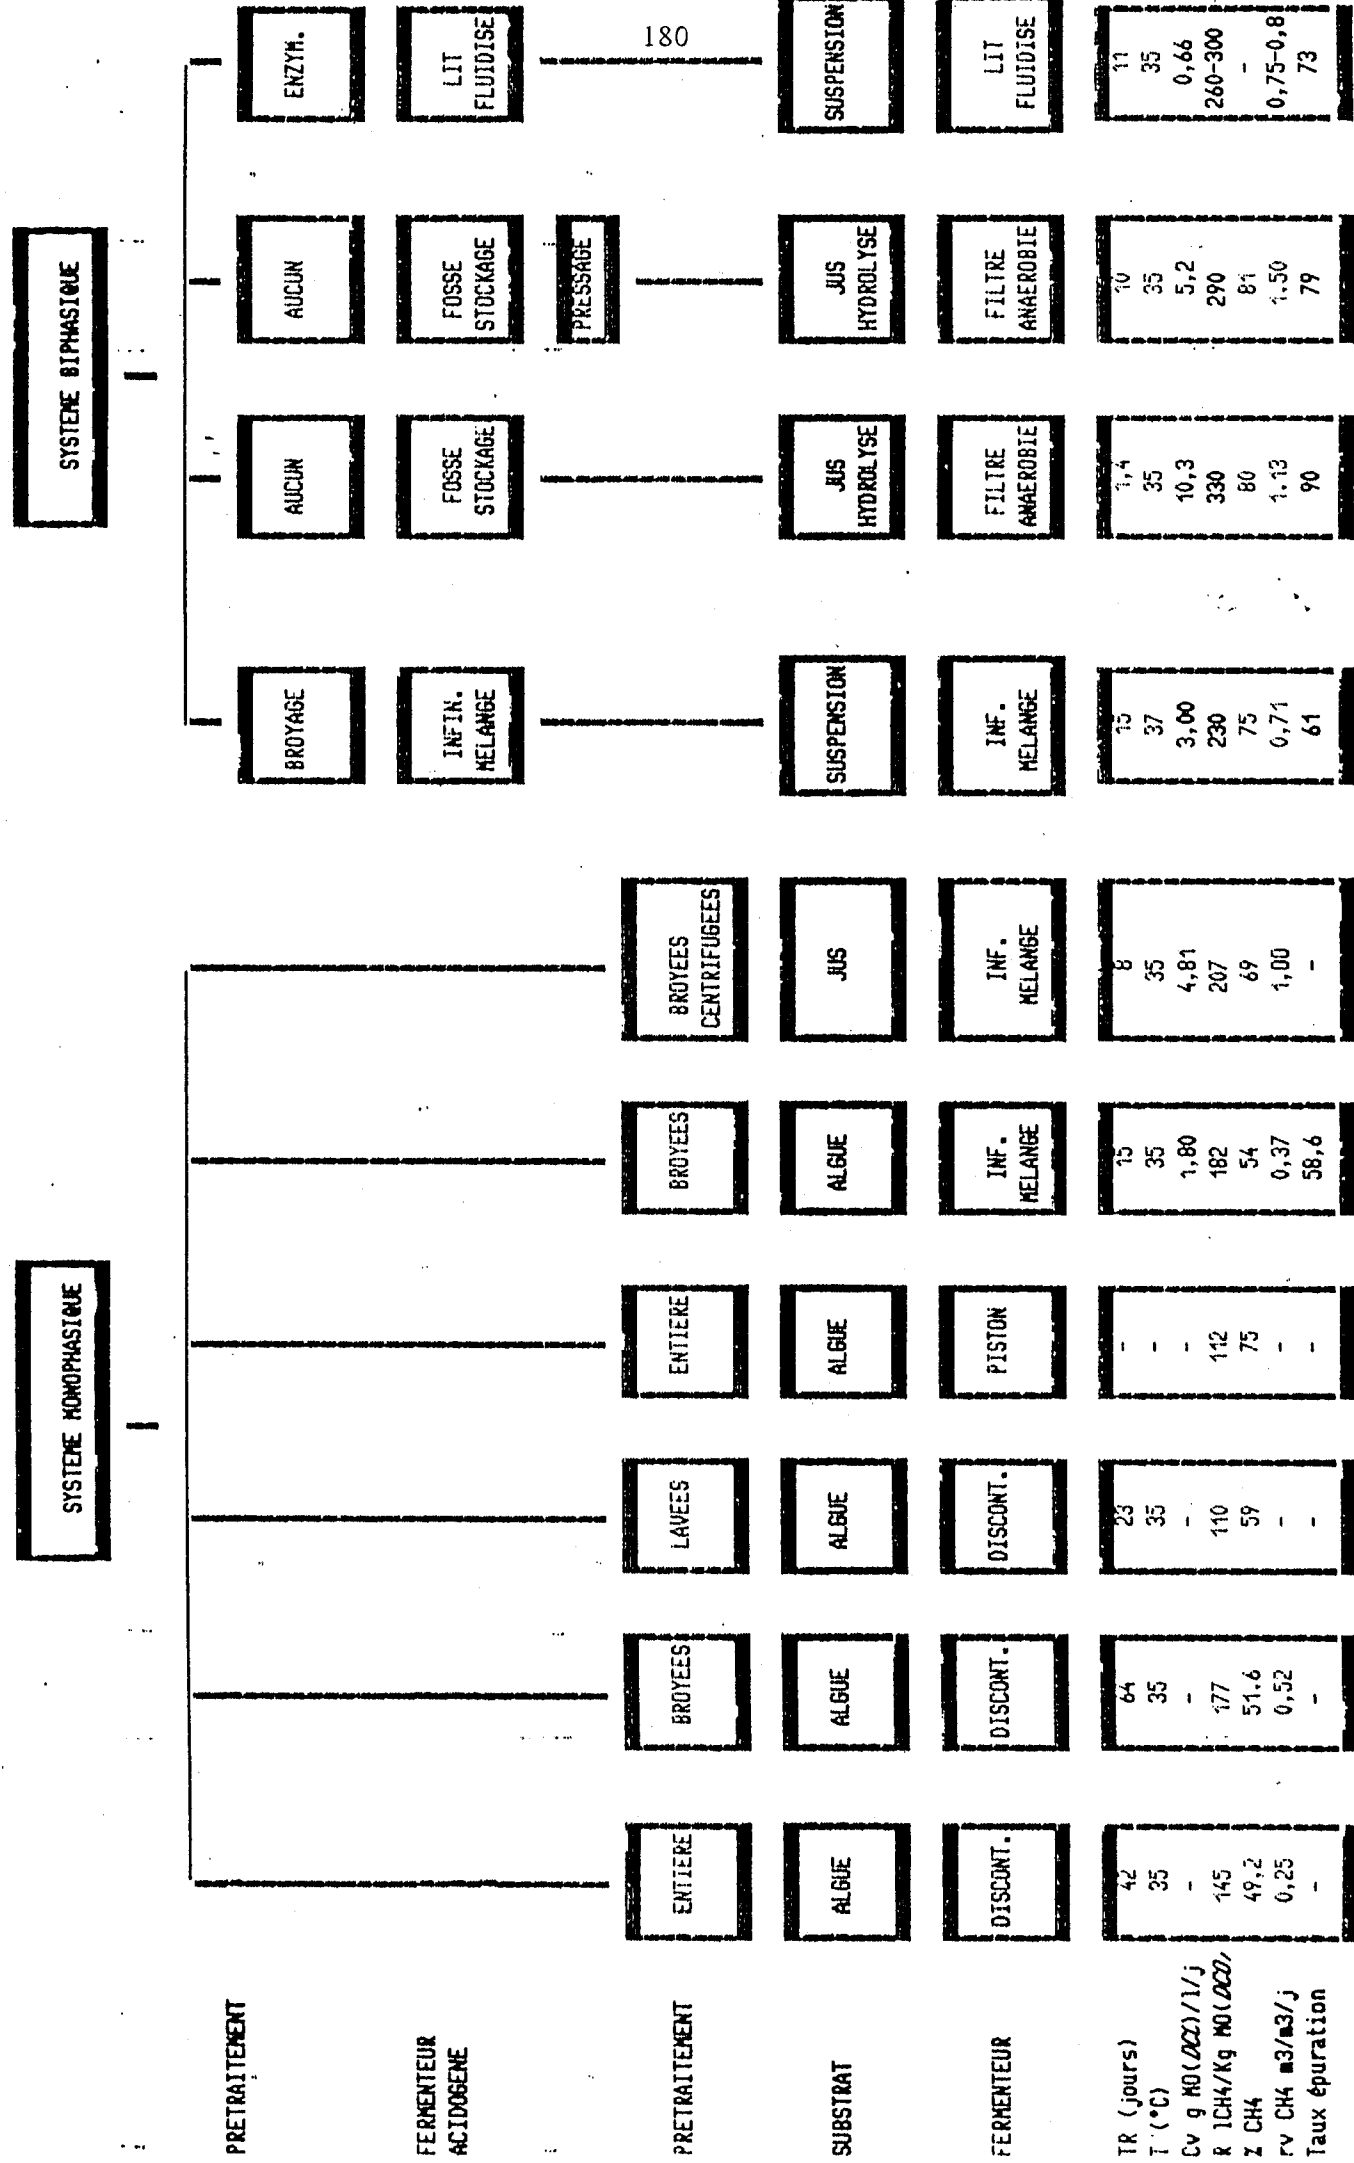 180
SYSTEME MONOPHASIQUE
SYSTEME BIPHASIQUE
PRETRAITEMENT
BROYAGE
AUCUN
AUCUN
ENZYM.
FERMENTEUR
ACIDOGENE
INFIN.
MELANGE
FOSSE
STOCKAGE
FOSSE
STOCKAGE
LIT
FLUIDISE
PRESSAGE
PRETRAITEMENT
ENTIERE
BROYEES
LAVEES
ENTIERE
BROYEES
BROYEES
CENTRIFUGEES
SUBSTRAT
ALGUE
ALGUE
ALGUE
ALGUE
ALGUE
JUS
SUSPENSION
JUS
HYDROLYSE
JUS
HYDROLYSE
SUSPENSION
FERMENTEUR
DISCONT.
DISCONT.
DISCONT.
PISTON
INF.
MELANGE
INF.
MELANGE
INF.
MELANGE
FILTRE
ANAEROBIE
FILTRE
ANAEROBIE
LIT
FLUIDISE
TR (jours) 42 64 23 - 15 8 15 1,4 10 11
T (°C) 35 35 35 - 35 35 37 35 35 35
Cv g MO(DCO)/l/j - - - - 1,80 4,81 3,00 10,3 5,2 0,66
R lCH4/Kg MO(DCO) 145 177 110 112 182 207 230 330 290 260-300
% CH4 49,2 51.6 59 75 54 69 75 80 81 -
rv CH4 m3/m3/j 0,25 0,52 - - 0,37 1,00 0,71 1.13 1.50 0,75-0,8
Taux épuration - - - - 58,6 - 61 90 79 73